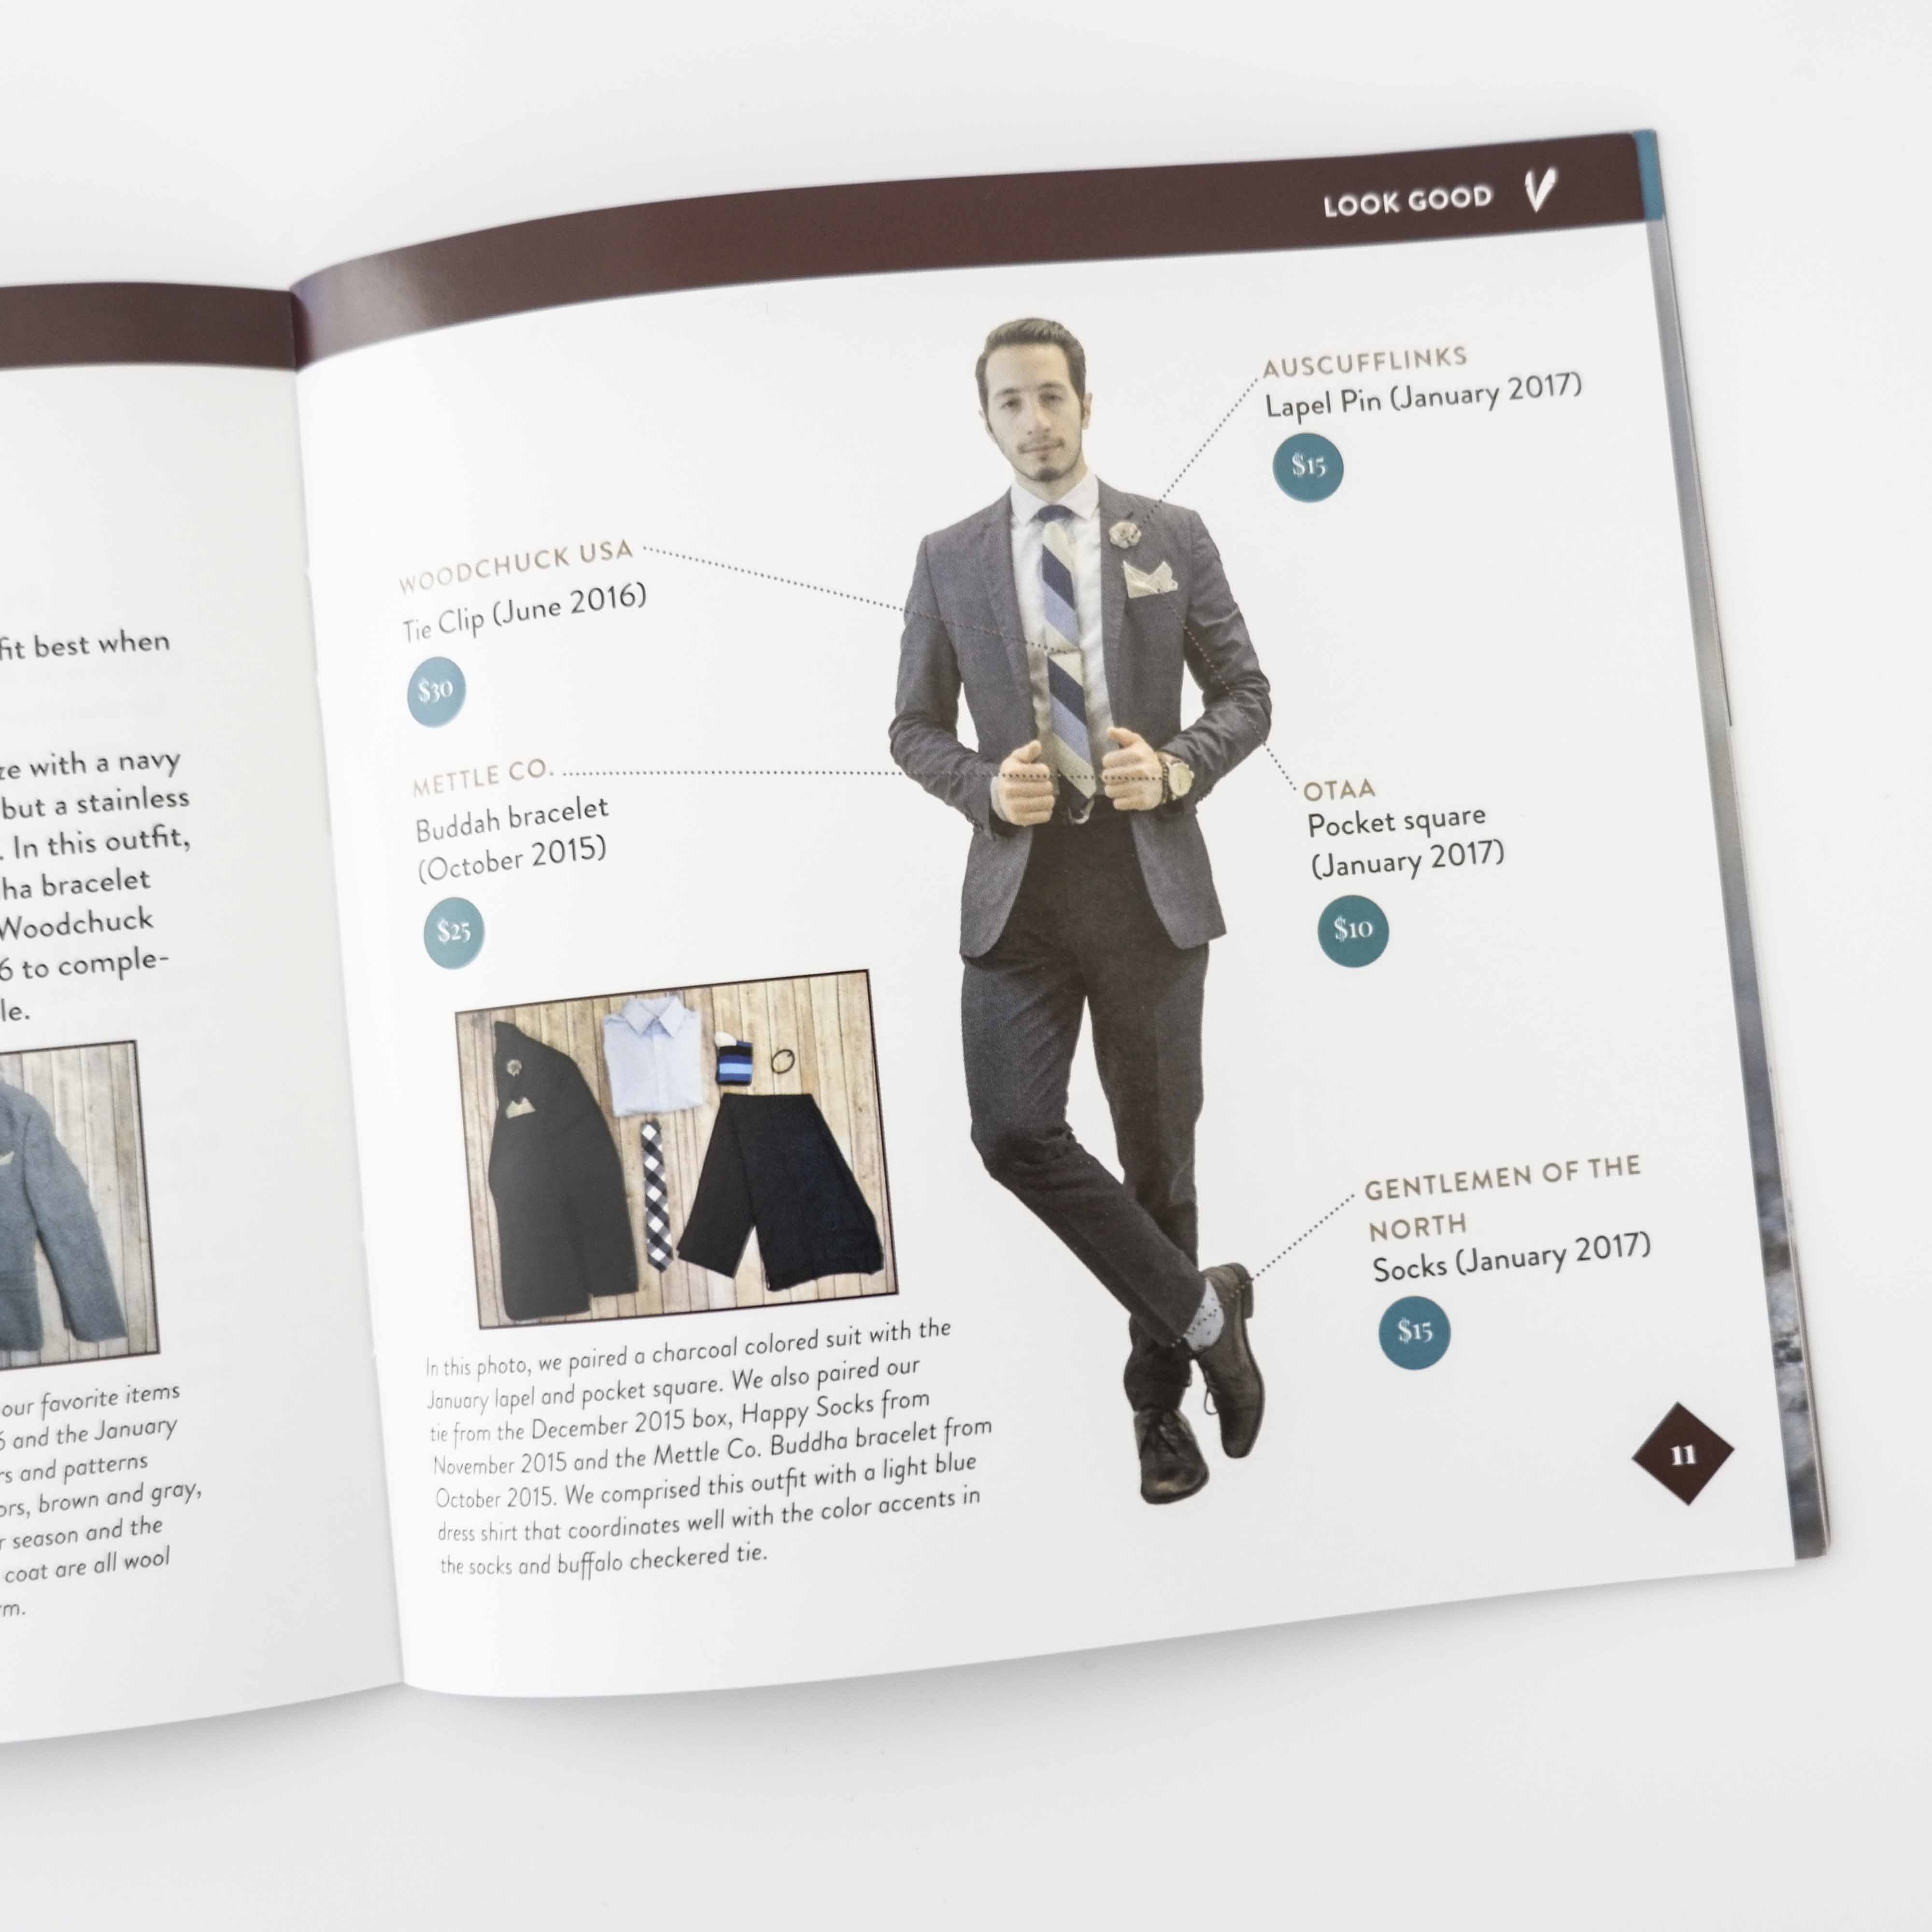 fit best when
ze with a navy
but a stainless
. In this outfit,
ha bracelet
Woodchuck
6 to comple-
le.
our favorite items
6 and the January
rs and patterns
ors, brown and gray,
r season and the
coat are all wool
rm.
LOOK GOOD
AUSCUFFLINKS
Lapel Pin (January 2017)
$15
WOODCHUCK USA
Tie Clip (June 2016)
$30
METTLE CO.
Buddah bracelet
(October 2015)
$25
OTAA
Pocket square
(January 2017)
$10
GENTLEMEN OF THE
NORTH
Socks (January 2017)
$15
In this photo, we paired a charcoal colored suit with the
January lapel and pocket square. We also paired our
tie from the December 2015 box, Happy Socks from
November 2015 and the Mettle Co. Buddha bracelet from
October 2015. We comprised this outfit with a light blue
dress shirt that coordinates well with the color accents in
the socks and buffalo checkered tie.
11